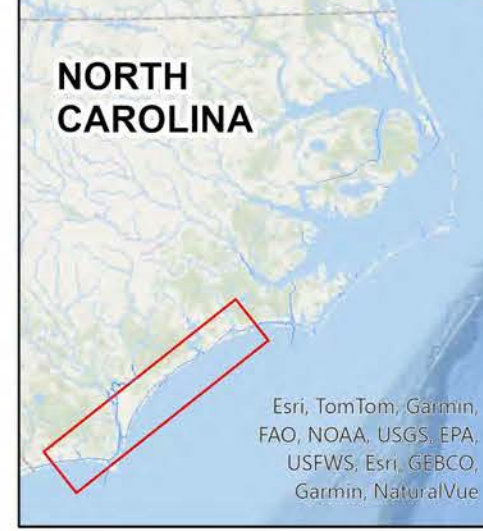 NORTH
CAROLINA
Esri, TomTom, Garmin,
FAO, NOAA, USGS, EPA,
USFWS, Esri, GEBCO,
Garmin, NaturalVue